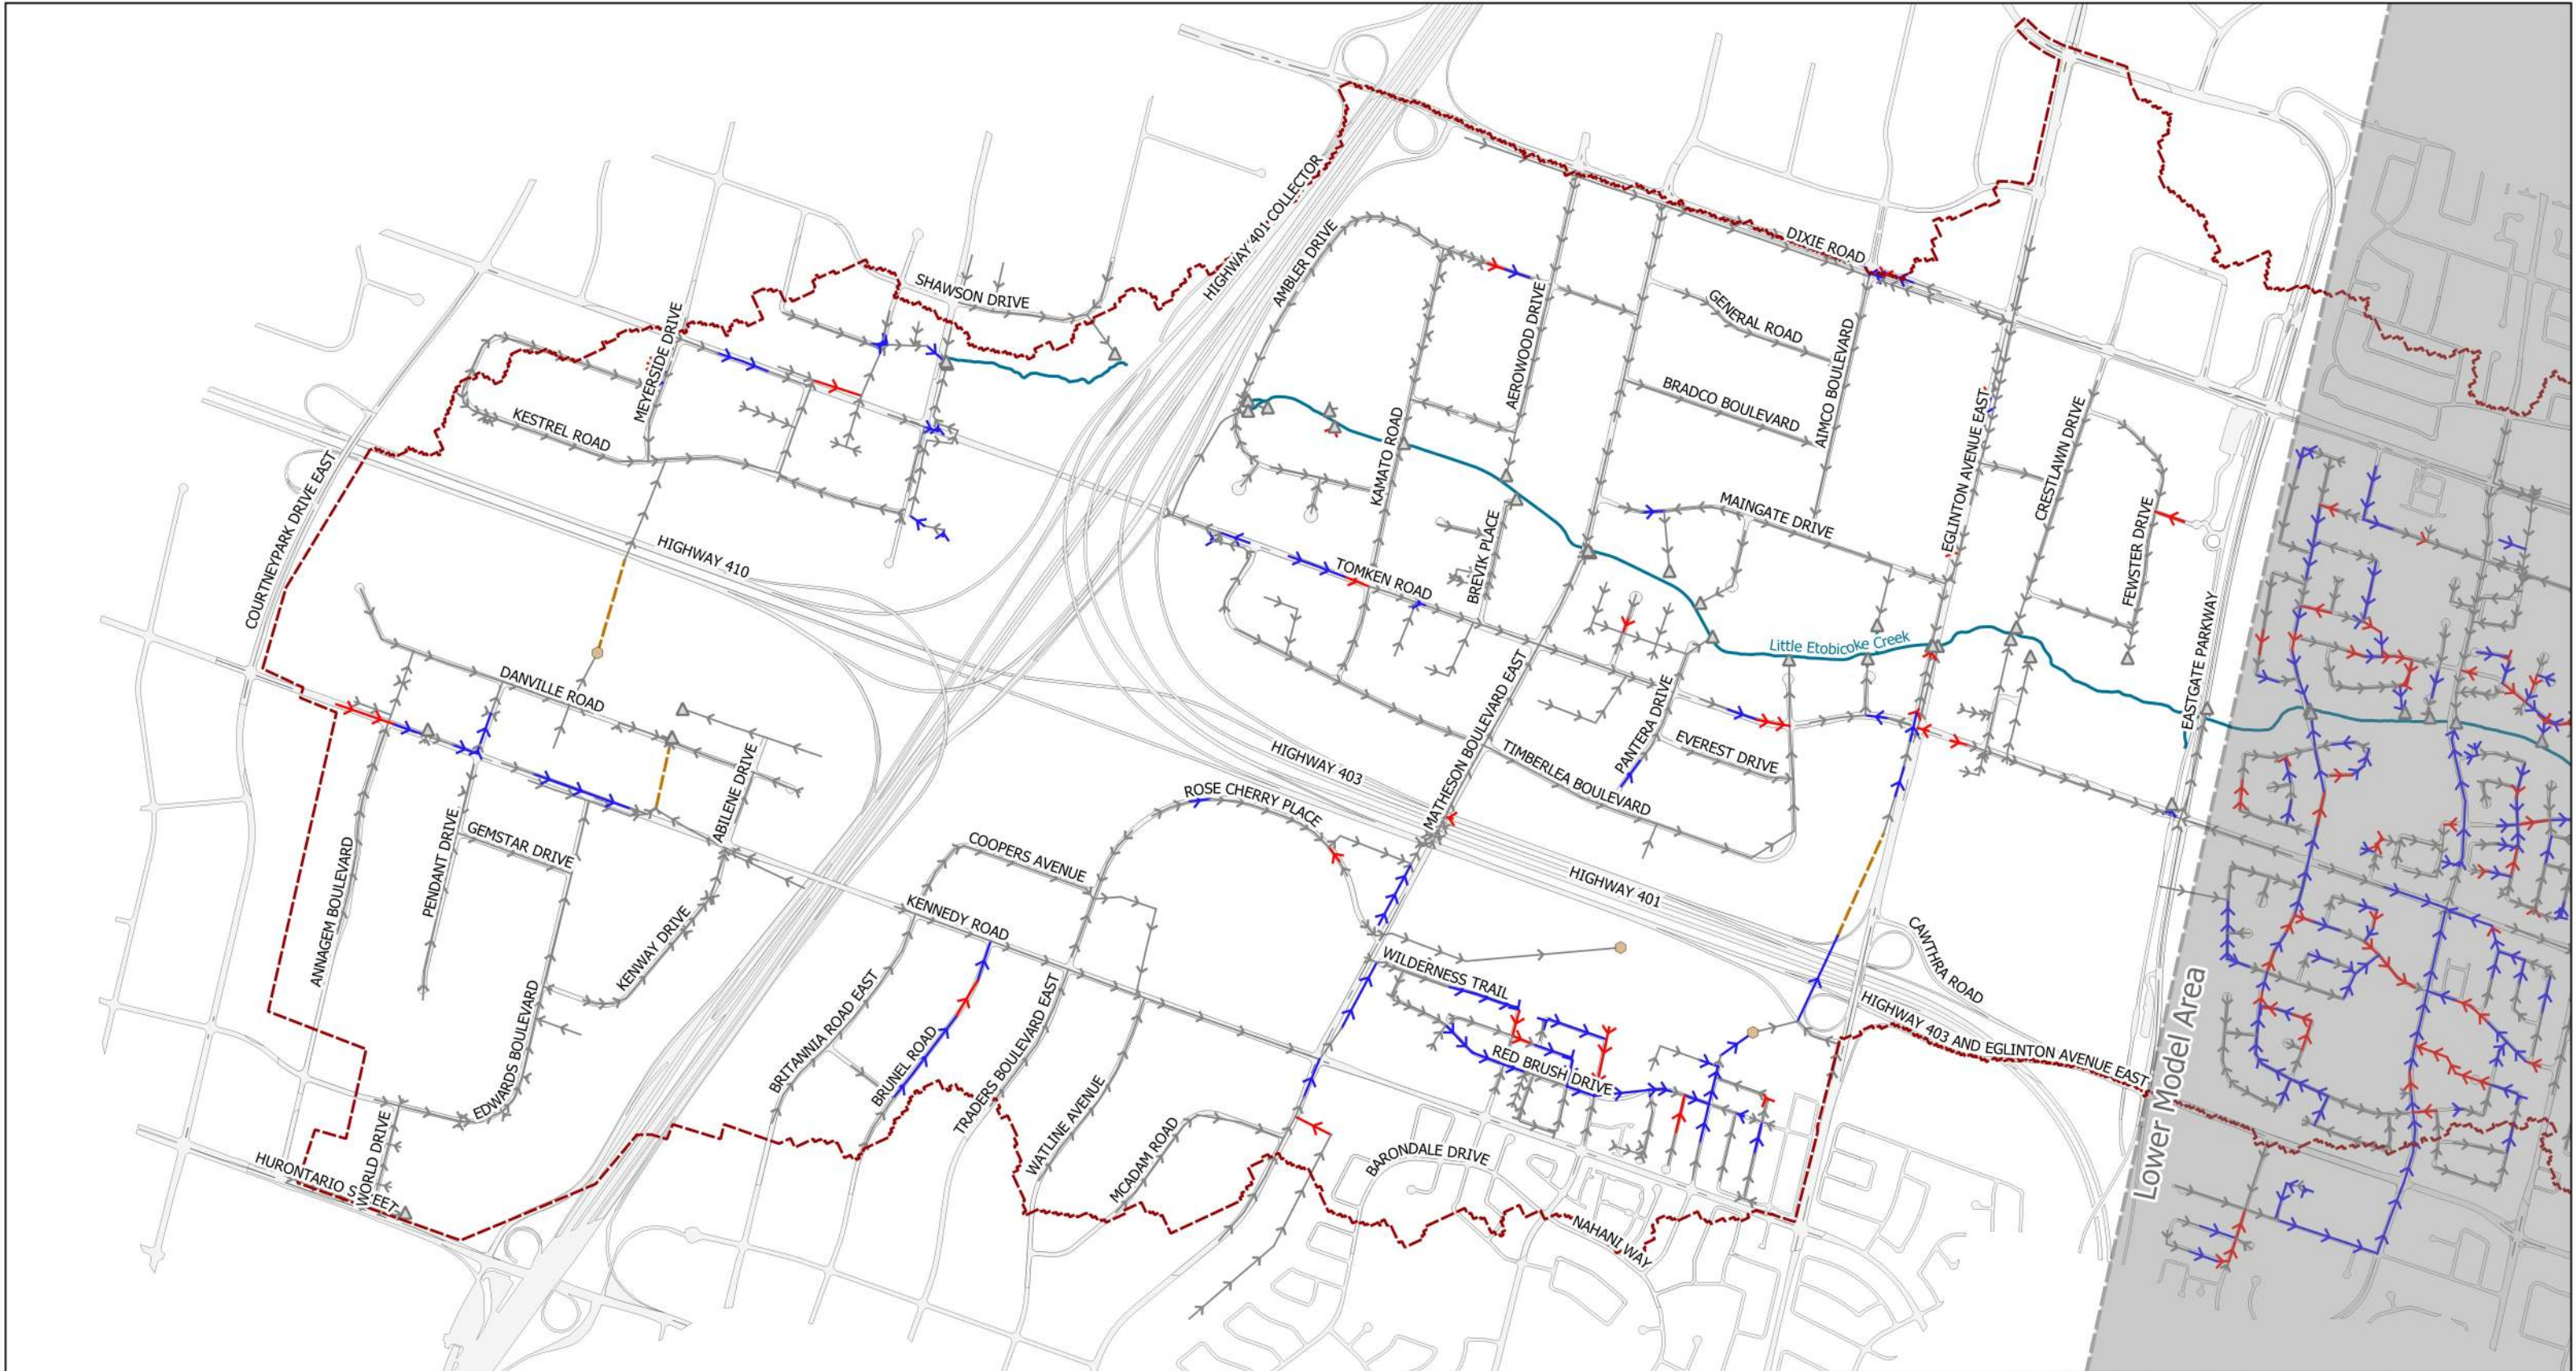 DIXIE ROAD
HIGHWAY 401 COLLECTOR
AMBLER DRIVE
SHAWSON DRIVE
GENERAL ROAD
AEROWOOD DRIVE
AIMCO BOULEVARD
MEYERSIDE DRIVE
KESTREL ROAD
BRADCO BOULEVARD
KAMATO ROAD
EGLINTON AVENUE EAST
CRESTLAWN DRIVE
COURTNEYPARK DRIVE EAST
MAINGATE DRIVE
BREVIK PLACE
FEWSTER DRIVE
HIGHWAY 410
TOMKEN ROAD
Little Etobicoke Creek
EASTGATE PARKWAY
DANVILLE ROAD
MATHESON BOULEVARD EAST
PANTERA DRIVE
EVEREST DRIVE
HIGHWAY 403
TIMBERLEA BOULEVARD
ABILENE DRIVE
ROSE CHERRY PLACE
PENDANT DRIVE
GEMSTAR DRIVE
COOPERS AVENUE
ANNAGEM BOULEVARD
HIGHWAY 401
KENNEDY ROAD
KENWAY DRIVE
CAWTHRA ROAD
WILDERNESS TRAIL
BRITANNIA ROAD EAST
BRUNEL ROAD
TRADERS BOULEVARD EAST
HIGHWAY 403 AND EGLINTON AVENUE EAST
EDWARDS BOULEVARD
RED BRUSH DRIVE
Lower Model Area
WATLINE AVENUE
MCADAM ROAD
BARONDALE DRIVE
WORLD DRIVE
HURONTARIO STREET
NAHANI WAY